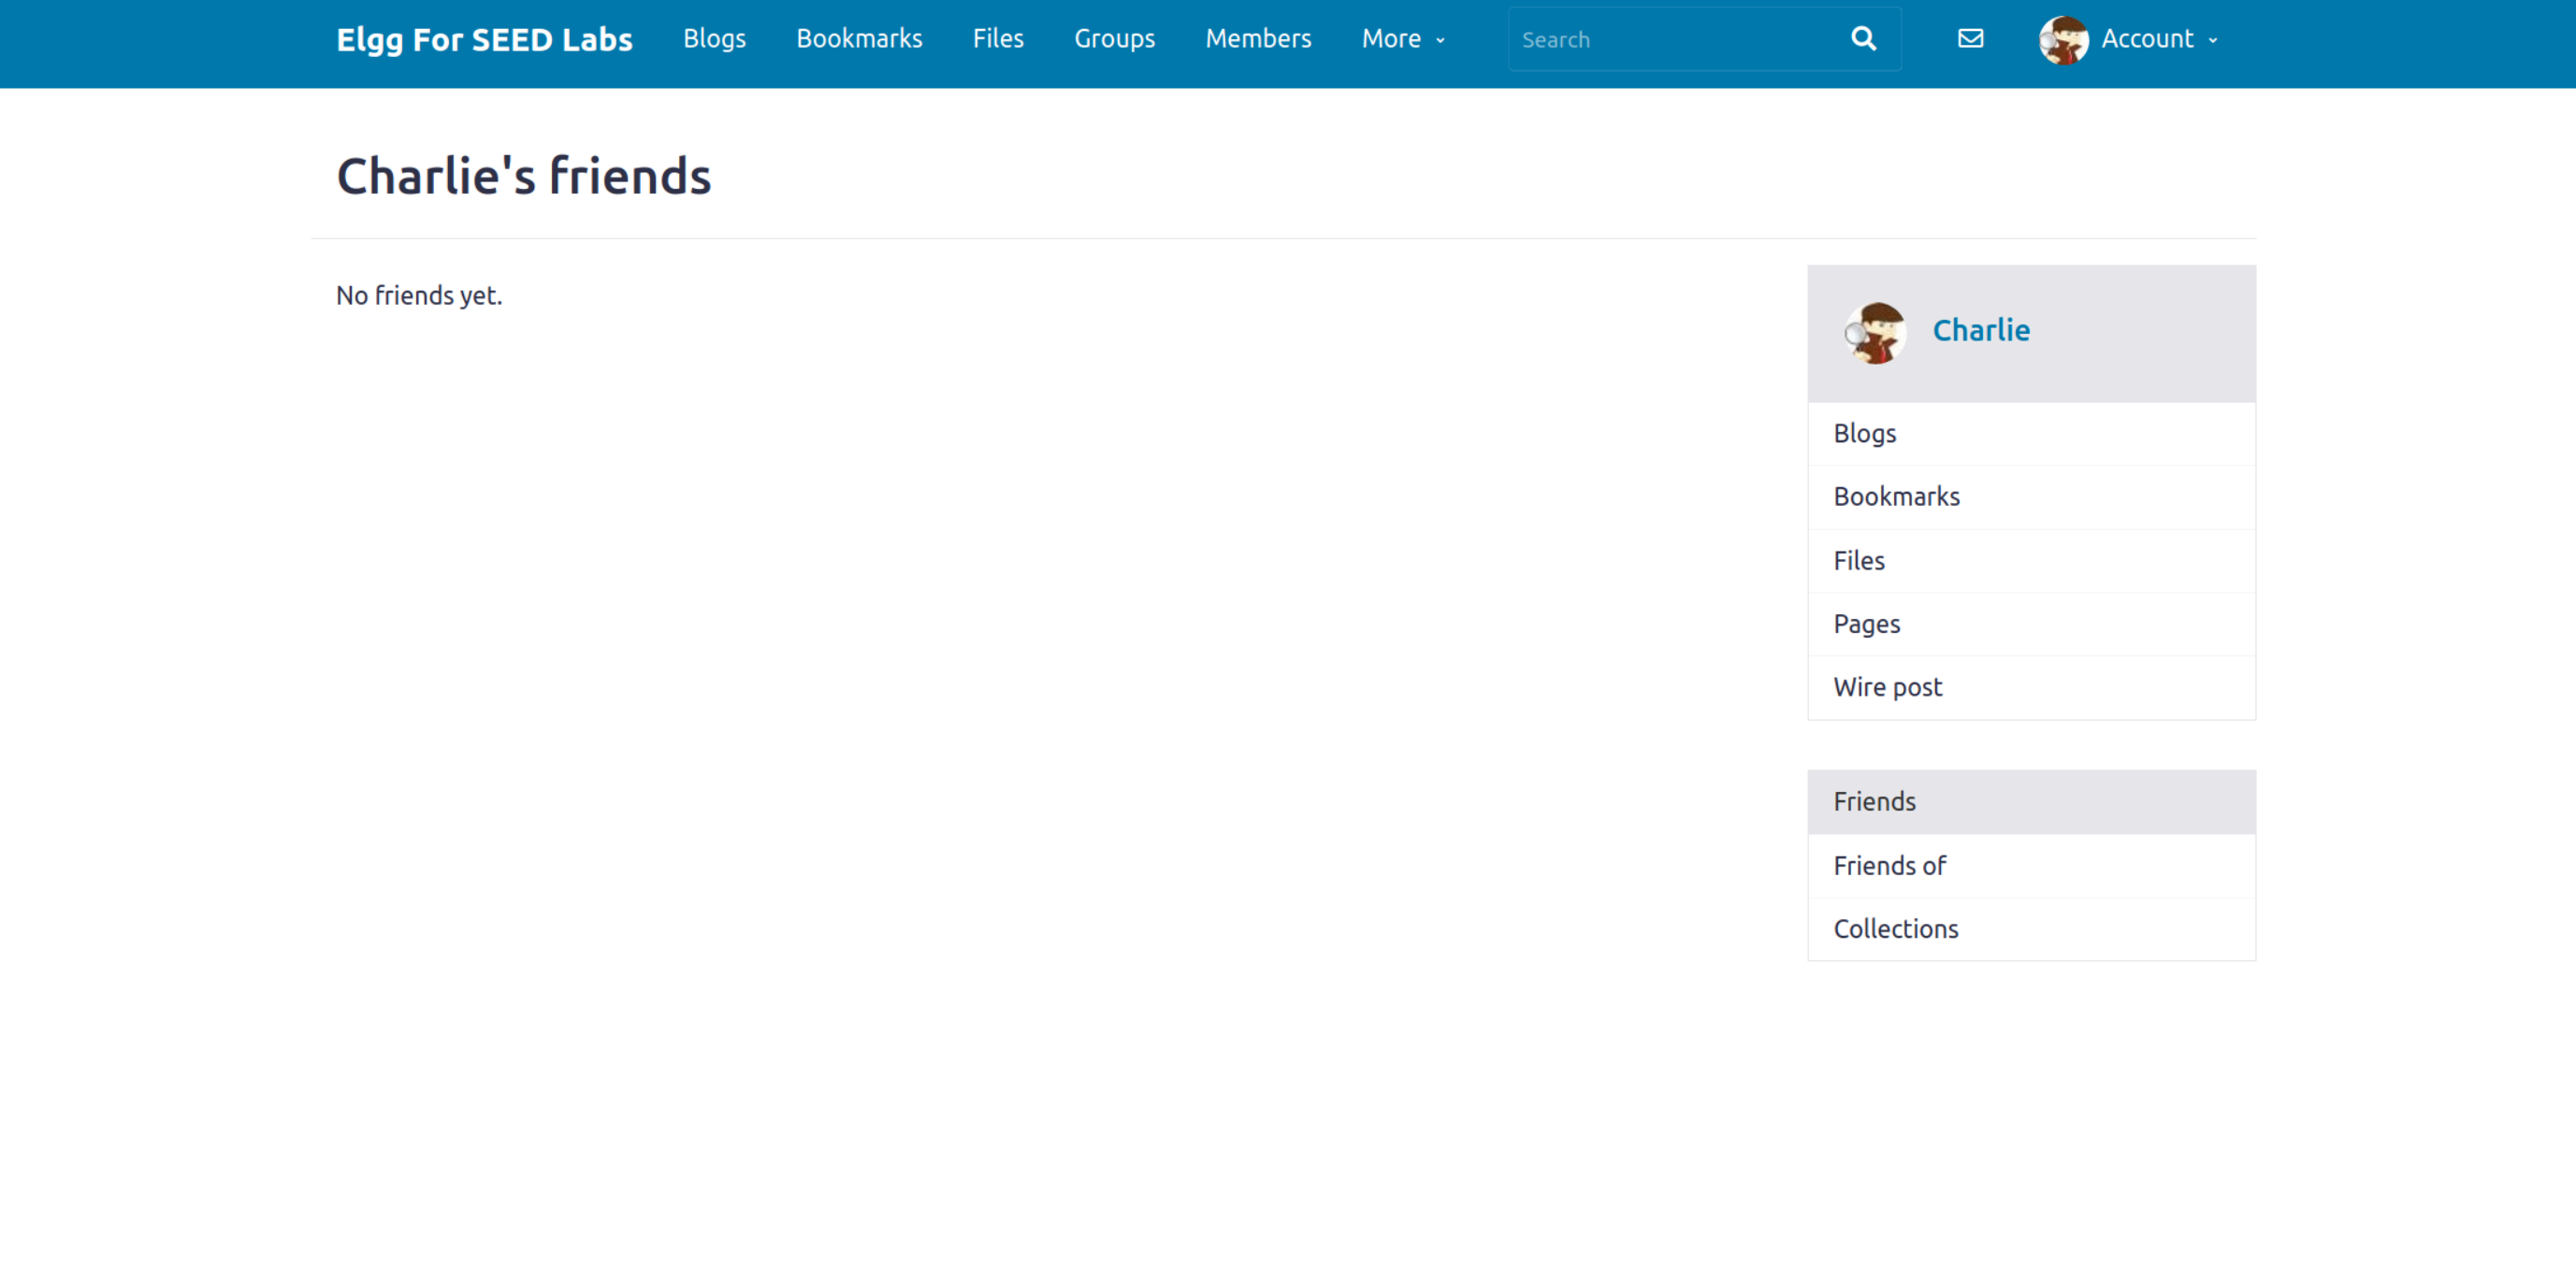 Elgg For SEED Labs Blogs Bookmarks Files Groups Members More Search Account
Charlie's friends
No friends yet.
Charlie
Blogs
Bookmarks
Files
Pages
Wire post
Friends
Friends of
Collections